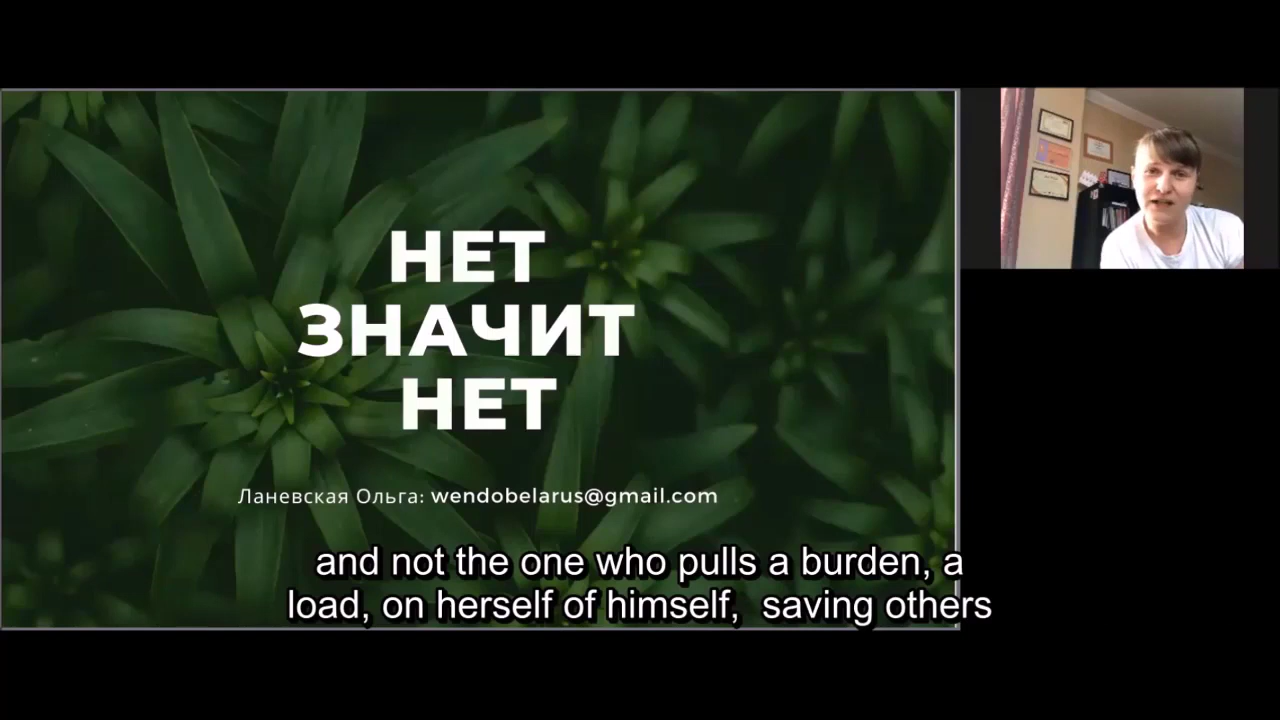 НЕТ
ЗНАЧИТ
НЕТ
Ланевская Ольга: wendobelarus@gmail.com
and not the one who pulls a burden, a
load, on herself of himself, saving others